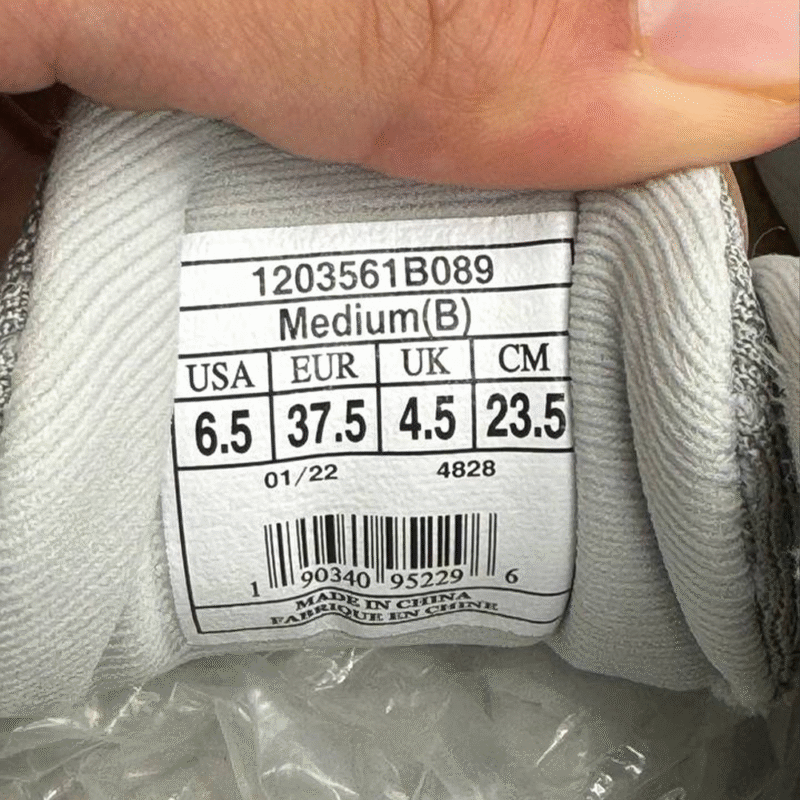 1203561B089
Medium(B)
USA EUR UK CM
6.5 37.5 4.5 23.5
01/22 4828
1 90340 95229 6
MADE IN CHINA
FABRIQUE EN CHINE